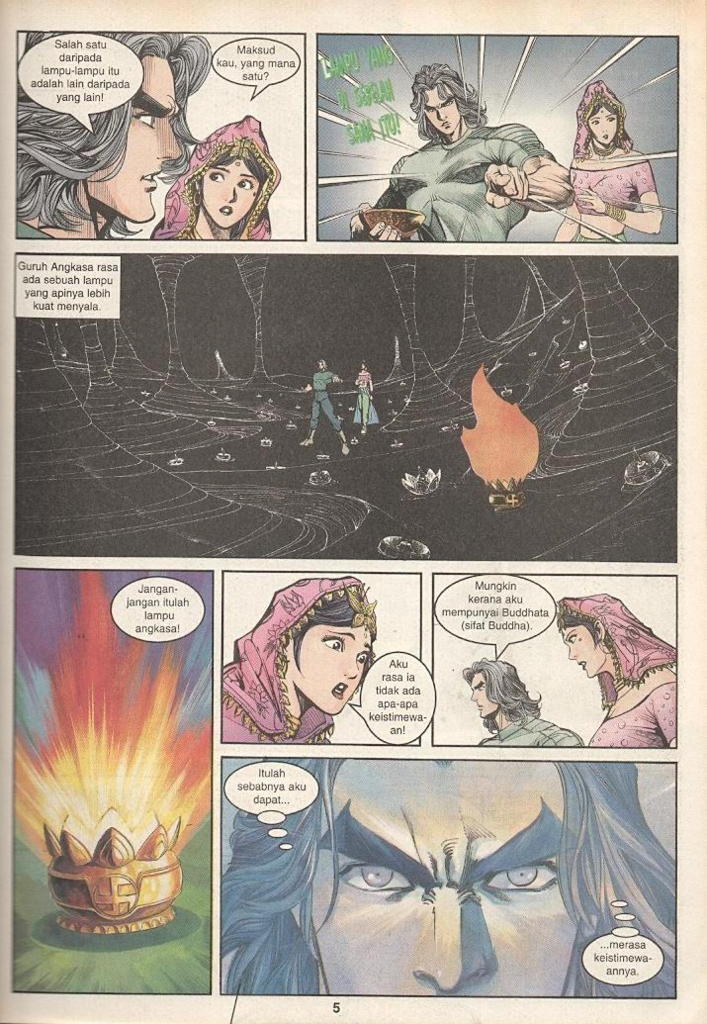 Salah satu
daripada
lampu-lampu itu
adalah lain daripada
yang lain!
Maksud
kau, yang mana
satu?
LAMPU YANG
DI SEBELAH
SANA ITU!
Guruh Angkasa rasa
ada sebuah lampu
yang apinya lebih
kuat menyala.
Jangan-
jangan itulah
lampu
angkasa!
Aku
rasa ia
tidak ada
apa-apa
keistimewa-
an!
Mungkin
kerana aku
mempunyai Buddhata
(sifat Buddha).
Itulah
sebabnya aku
dapat...
...merasa
keistimewa-
annya.
5